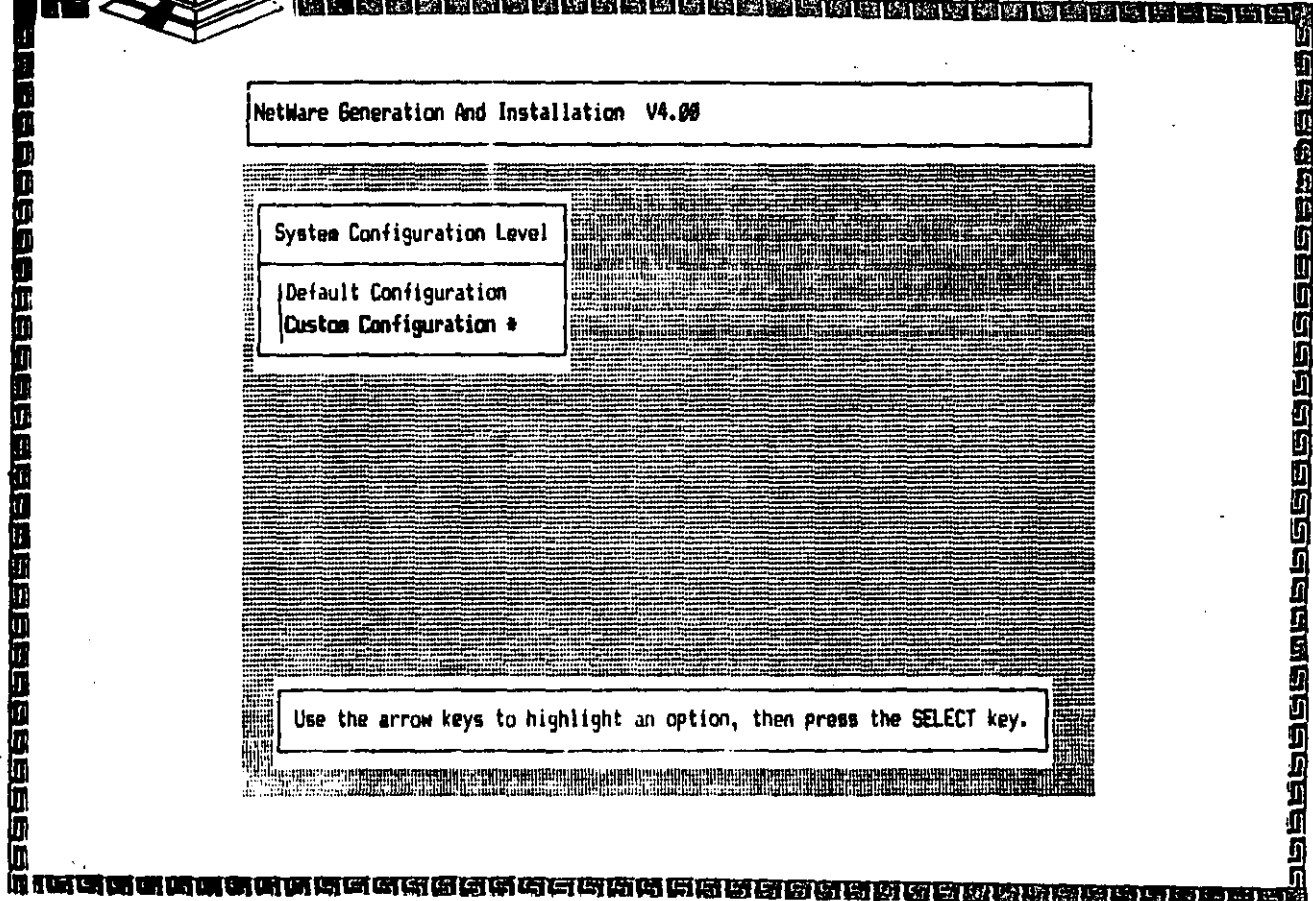 NetWare Generation And Installation V4.00
System Configuration Level
Default Configuration
Custom Configuration *
Use the arrow keys to highlight an option, then press the SELECT key.